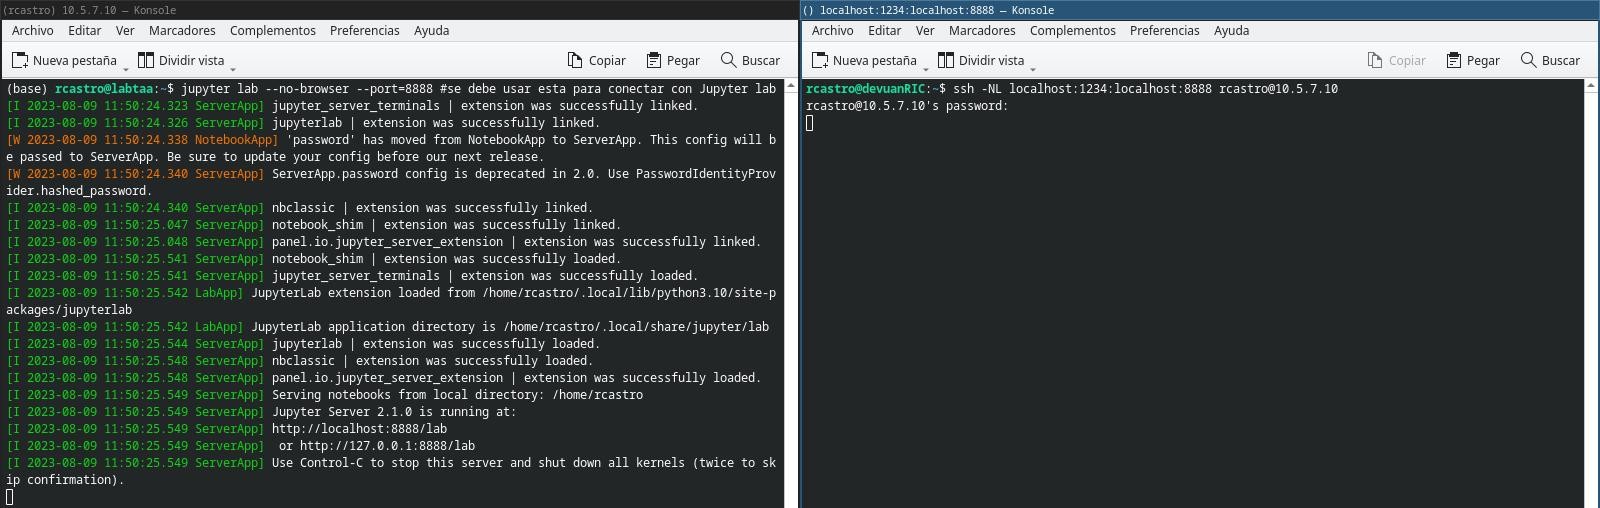 (rcastro) 10.5.7.10 — Konsole
Archivo Editar Ver Marcadores Complementos Preferencias Ayuda
Nueva pestaña Dividir vista Copiar Pegar Buscar
(base) rcastro@labtaa:~$ jupyter lab --no-browser --port=8888 #se debe usar esta para conectar con Jupyter lab
[I 2023-08-09 11:50:24.323 ServerApp] jupyter_server_terminals | extension was successfully linked.
[I 2023-08-09 11:50:24.326 ServerApp] jupyterlab | extension was successfully linked.
[W 2023-08-09 11:50:24.338 NotebookApp] 'password' has moved from NotebookApp to ServerApp. This config will b
e passed to ServerApp. Be sure to update your config before our next release.
[W 2023-08-09 11:50:24.340 ServerApp] ServerApp.password config is deprecated in 2.0. Use PasswordIdentityProv
ider.hashed_password.
[I 2023-08-09 11:50:24.340 ServerApp] nbclassic | extension was successfully linked.
[I 2023-08-09 11:50:25.047 ServerApp] notebook_shim | extension was successfully linked.
[I 2023-08-09 11:50:25.048 ServerApp] panel.io.jupyter_server_extension | extension was successfully linked.
[I 2023-08-09 11:50:25.541 ServerApp] notebook_shim | extension was successfully loaded.
[I 2023-08-09 11:50:25.541 ServerApp] jupyter_server_terminals | extension was successfully loaded.
[I 2023-08-09 11:50:25.542 LabApp] JupyterLab extension loaded from /home/rcastro/.local/lib/python3.10/site-p
ackages/jupyterlab
[I 2023-08-09 11:50:25.542 LabApp] JupyterLab application directory is /home/rcastro/.local/share/jupyter/lab
[I 2023-08-09 11:50:25.544 ServerApp] jupyterlab | extension was successfully loaded.
[I 2023-08-09 11:50:25.548 ServerApp] nbclassic | extension was successfully loaded.
[I 2023-08-09 11:50:25.548 ServerApp] panel.io.jupyter_server_extension | extension was successfully loaded.
[I 2023-08-09 11:50:25.549 ServerApp] Serving notebooks from local directory: /home/rcastro
[I 2023-08-09 11:50:25.549 ServerApp] Jupyter Server 2.1.0 is running at:
[I 2023-08-09 11:50:25.549 ServerApp] http://localhost:8888/lab
[I 2023-08-09 11:50:25.549 ServerApp]  or http://127.0.0.1:8888/lab
[I 2023-08-09 11:50:25.549 ServerApp] Use Control-C to stop this server and shut down all kernels (twice to sk
ip confirmation).
() localhost:1234:localhost:8888 — Konsole
Archivo Editar Ver Marcadores Complementos Preferencias Ayuda
Nueva pestaña Dividir vista Copiar Pegar Buscar
rcastro@devuanRIC:~$ ssh -NL localhost:1234:localhost:8888 rcastro@10.5.7.10
rcastro@10.5.7.10's password: